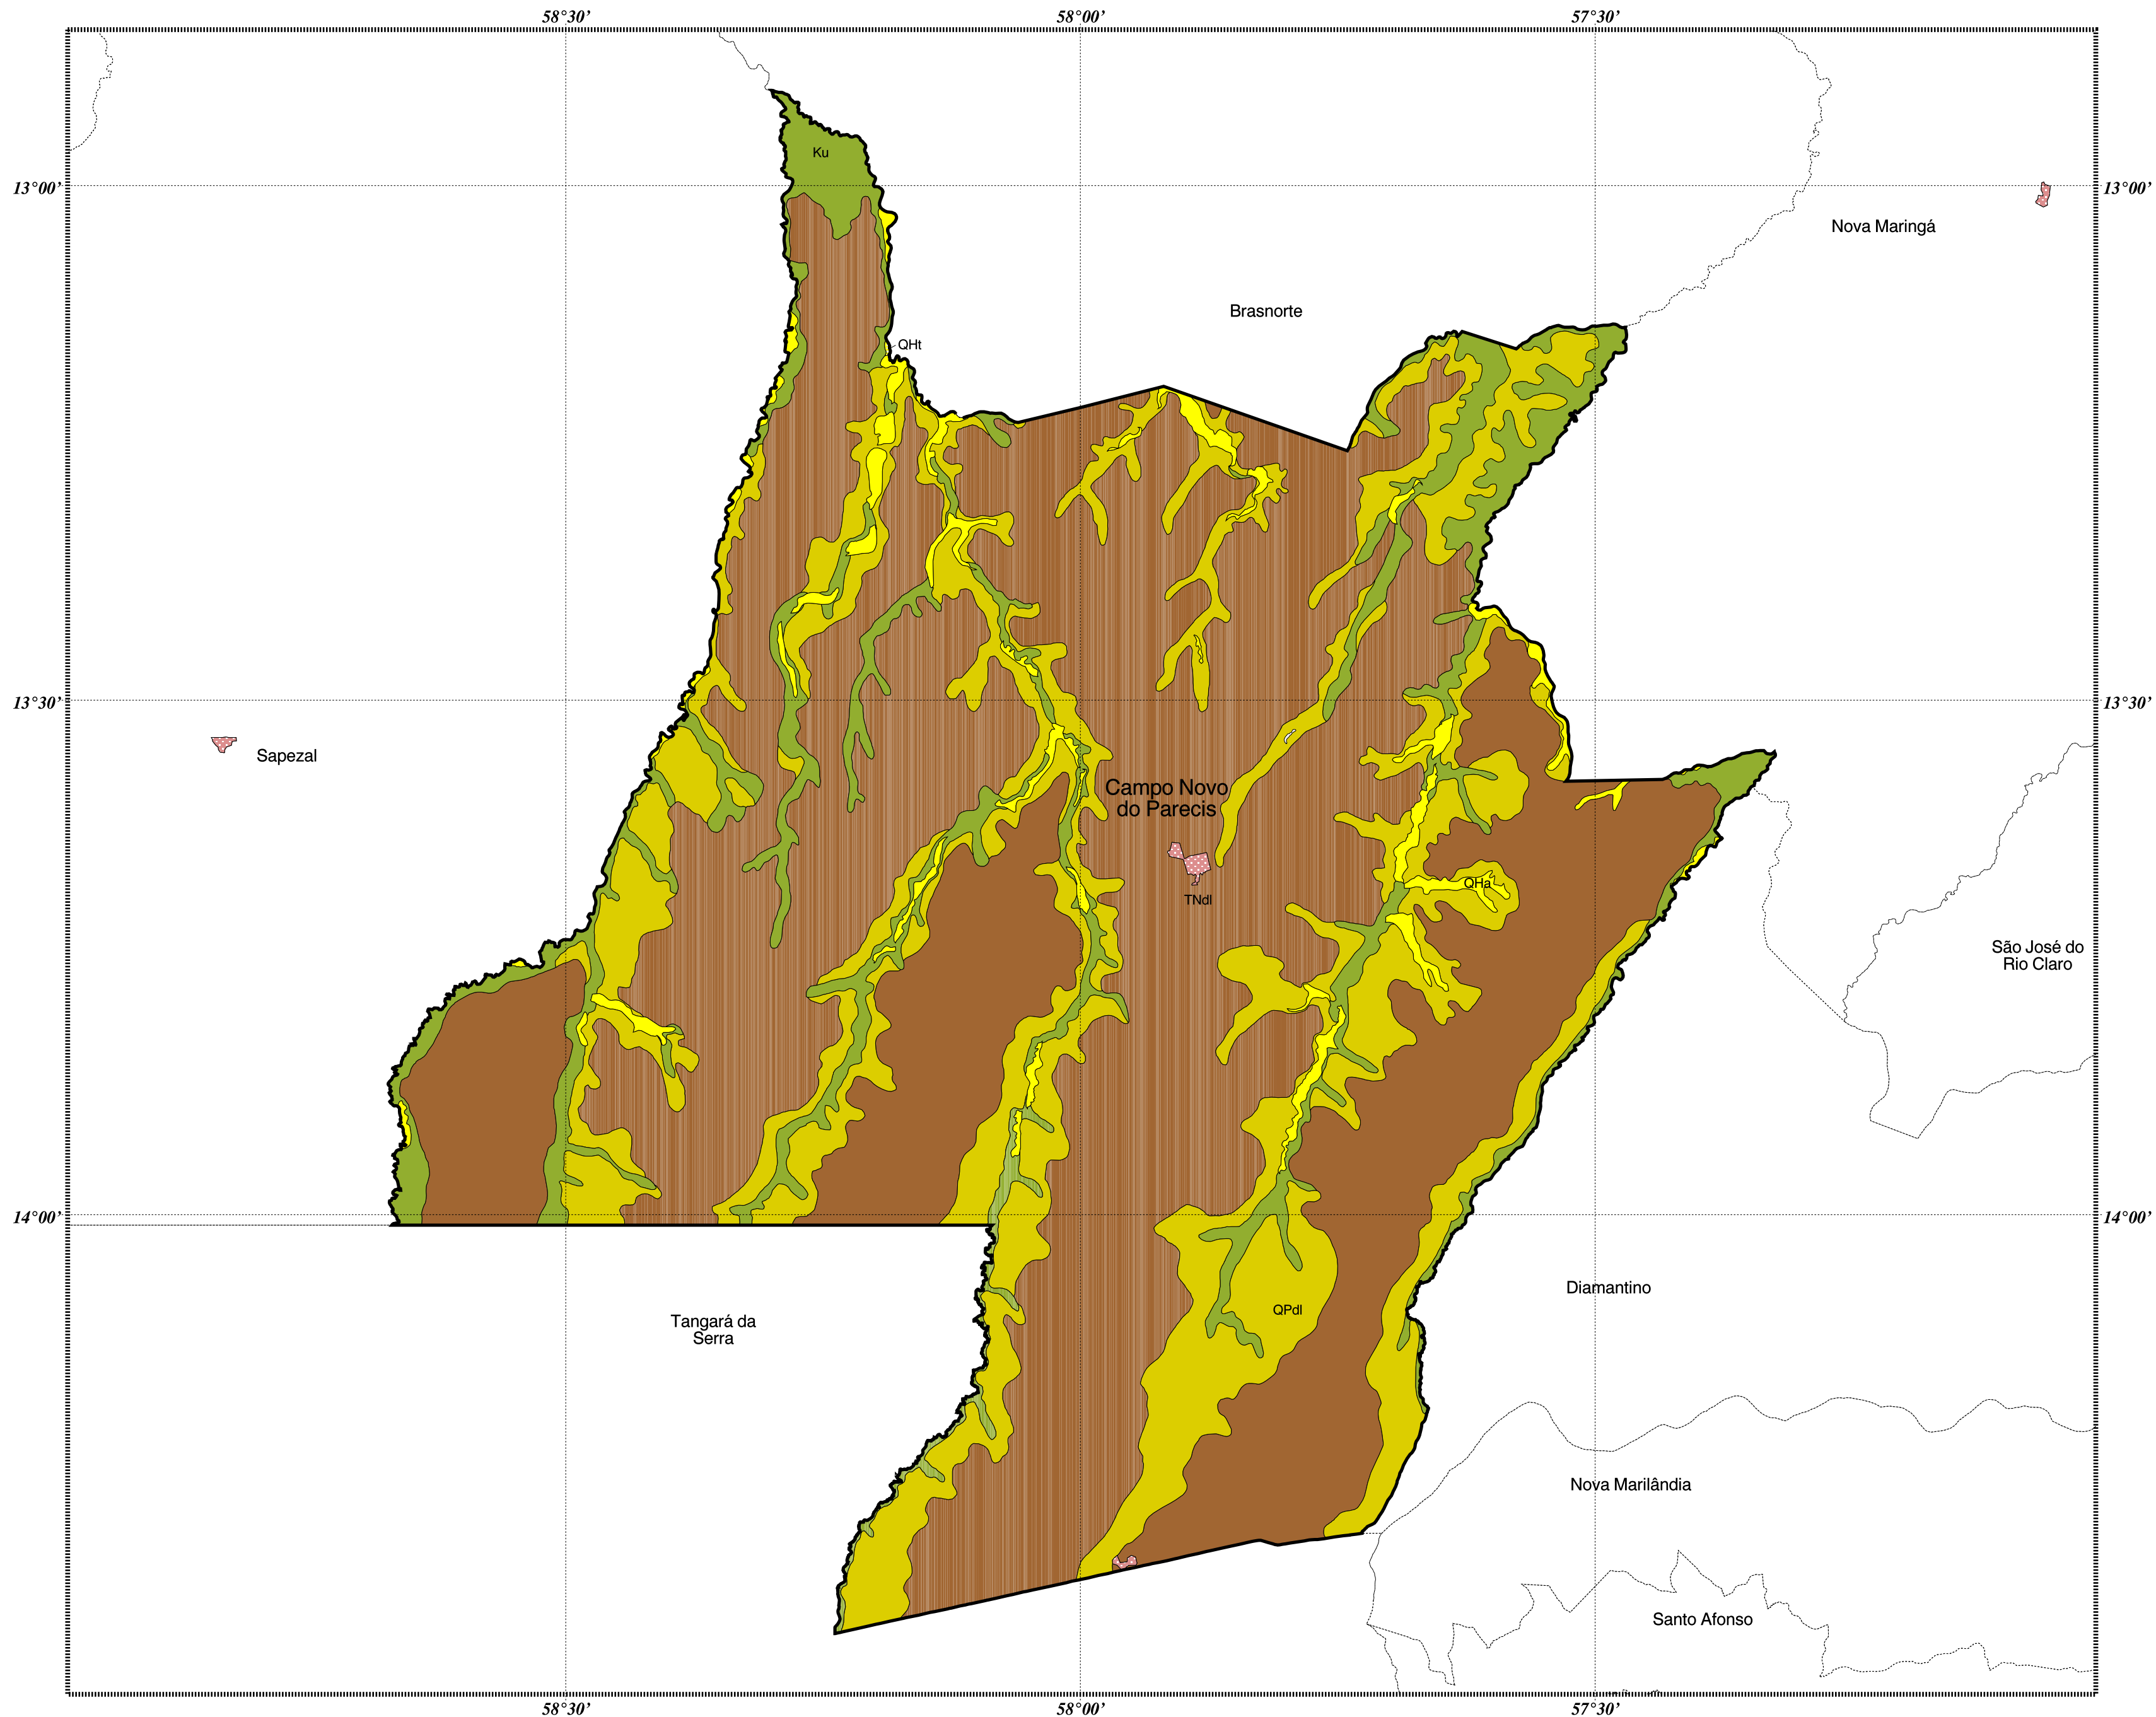 58°30'
58°00'
57°30'
Ku
13°00'
13°00'
Nova Maringá
Brasnorte
QHt
13°30'
13°30'
Sapezal
Campo Novo
do Parecis
QHa
TNdl
São José do
Rio Claro
14°00'
14°00'
Diamantino
QPdl
Tangará da
Serra
Nova Marilândia
Santo Afonso
58°30'
58°00'
57°30'